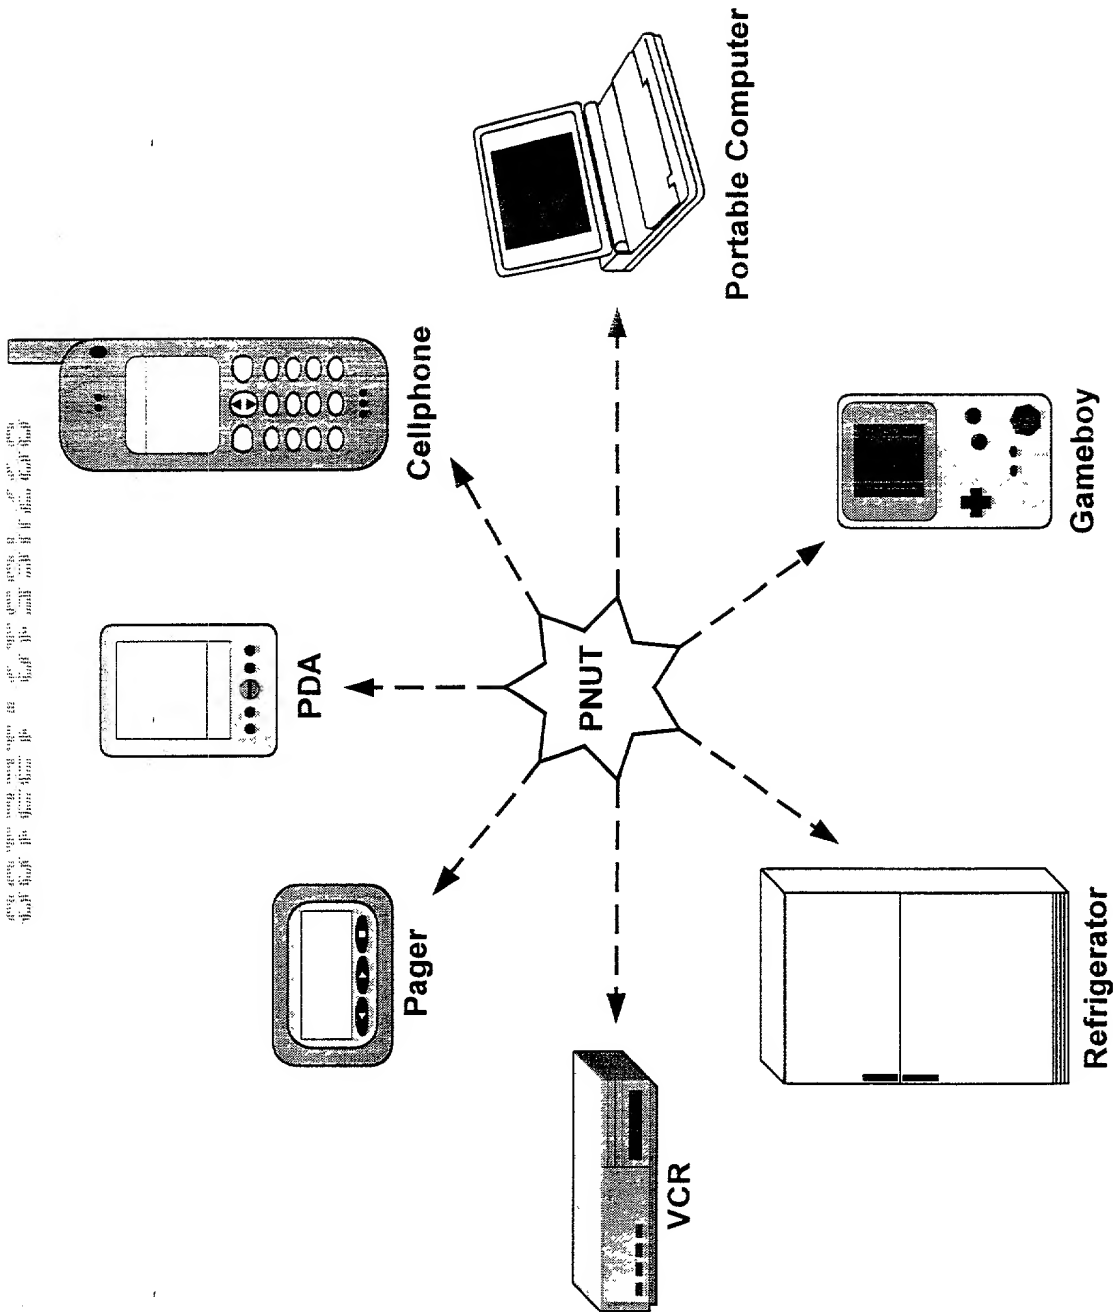 Pager
PDA
Cellphone
VCR
PNUT
Portable Computer
Refrigerator
Gameboy